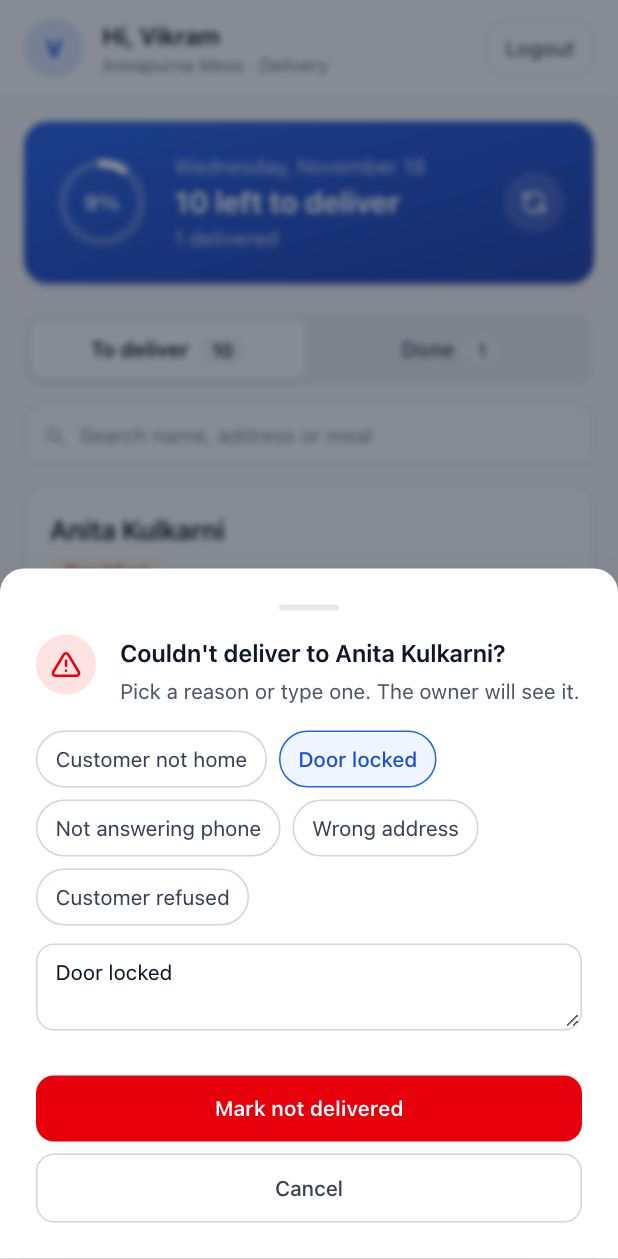 V
Hi, Vikram
Annapurna Mess · Delivery
Logout
9%
Wednesday, November 18
10 left to deliver
1 delivered
To deliver 10
Done 1
Search name, address or meal
Anita Kulkarni
Couldn't deliver to Anita Kulkarni?
Pick a reason or type one. The owner will see it.
Customer not home
Door locked
Not answering phone
Wrong address
Customer refused
Door locked
Mark not delivered
Cancel